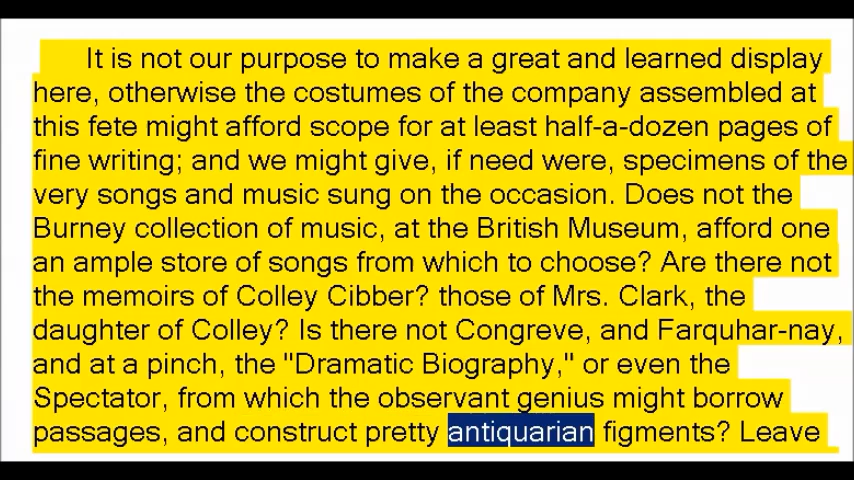 It is not our purpose to make a great and learned display
here, otherwise the costumes of the company assembled at
this fete might afford scope for at least half-a-dozen pages of
fine writing; and we might give, if need were, specimens of the
very songs and music sung on the occasion. Does not the
Burney collection of music, at the British Museum, afford one
an ample store of songs from which to choose? Are there not
the memoirs of Colley Cibber? those of Mrs. Clark, the
daughter of Colley? Is there not Congreve, and Farquhar-nay,
and at a pinch, the "Dramatic Biography," or even the
Spectator, from which the observant genius might borrow
passages, and construct pretty antiquarian figments? Leave